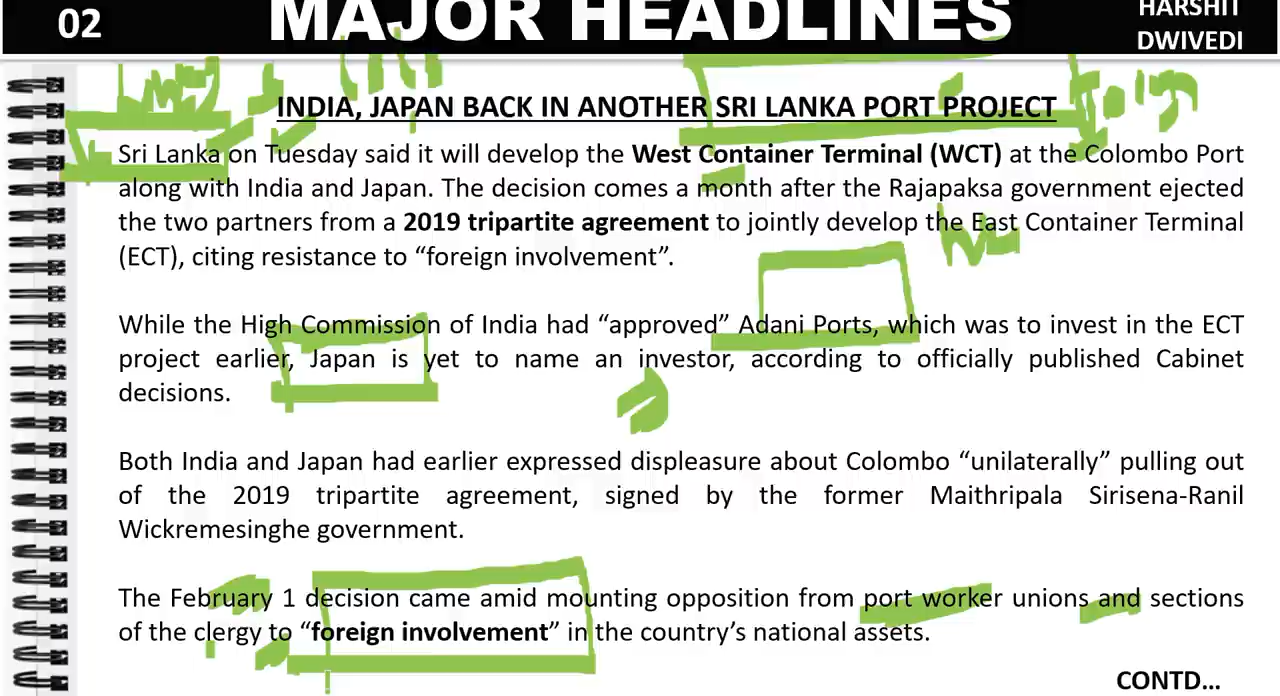 02
MAJOR HEADLINES
HARSHIT
DWIVEDI
INDIA, JAPAN BACK IN ANOTHER SRI LANKA PORT PROJECT
Sri Lanka on Tuesday said it will develop the West Container Terminal (WCT) at the Colombo Port
along with India and Japan. The decision comes a month after the Rajapaksa government ejected
the two partners from a 2019 tripartite agreement to jointly develop the East Container Terminal
(ECT), citing resistance to “foreign involvement”.
While the High Commission of India had “approved” Adani Ports, which was to invest in the ECT
project earlier, Japan is yet to name an investor, according to officially published Cabinet
decisions.
Both India and Japan had earlier expressed displeasure about Colombo “unilaterally” pulling out
of the 2019 tripartite agreement, signed by the former Maithripala Sirisena-Ranil
Wickremesinghe government.
The February 1 decision came amid mounting opposition from port worker unions and sections
of the clergy to “foreign involvement” in the country’s national assets.
CONTD...